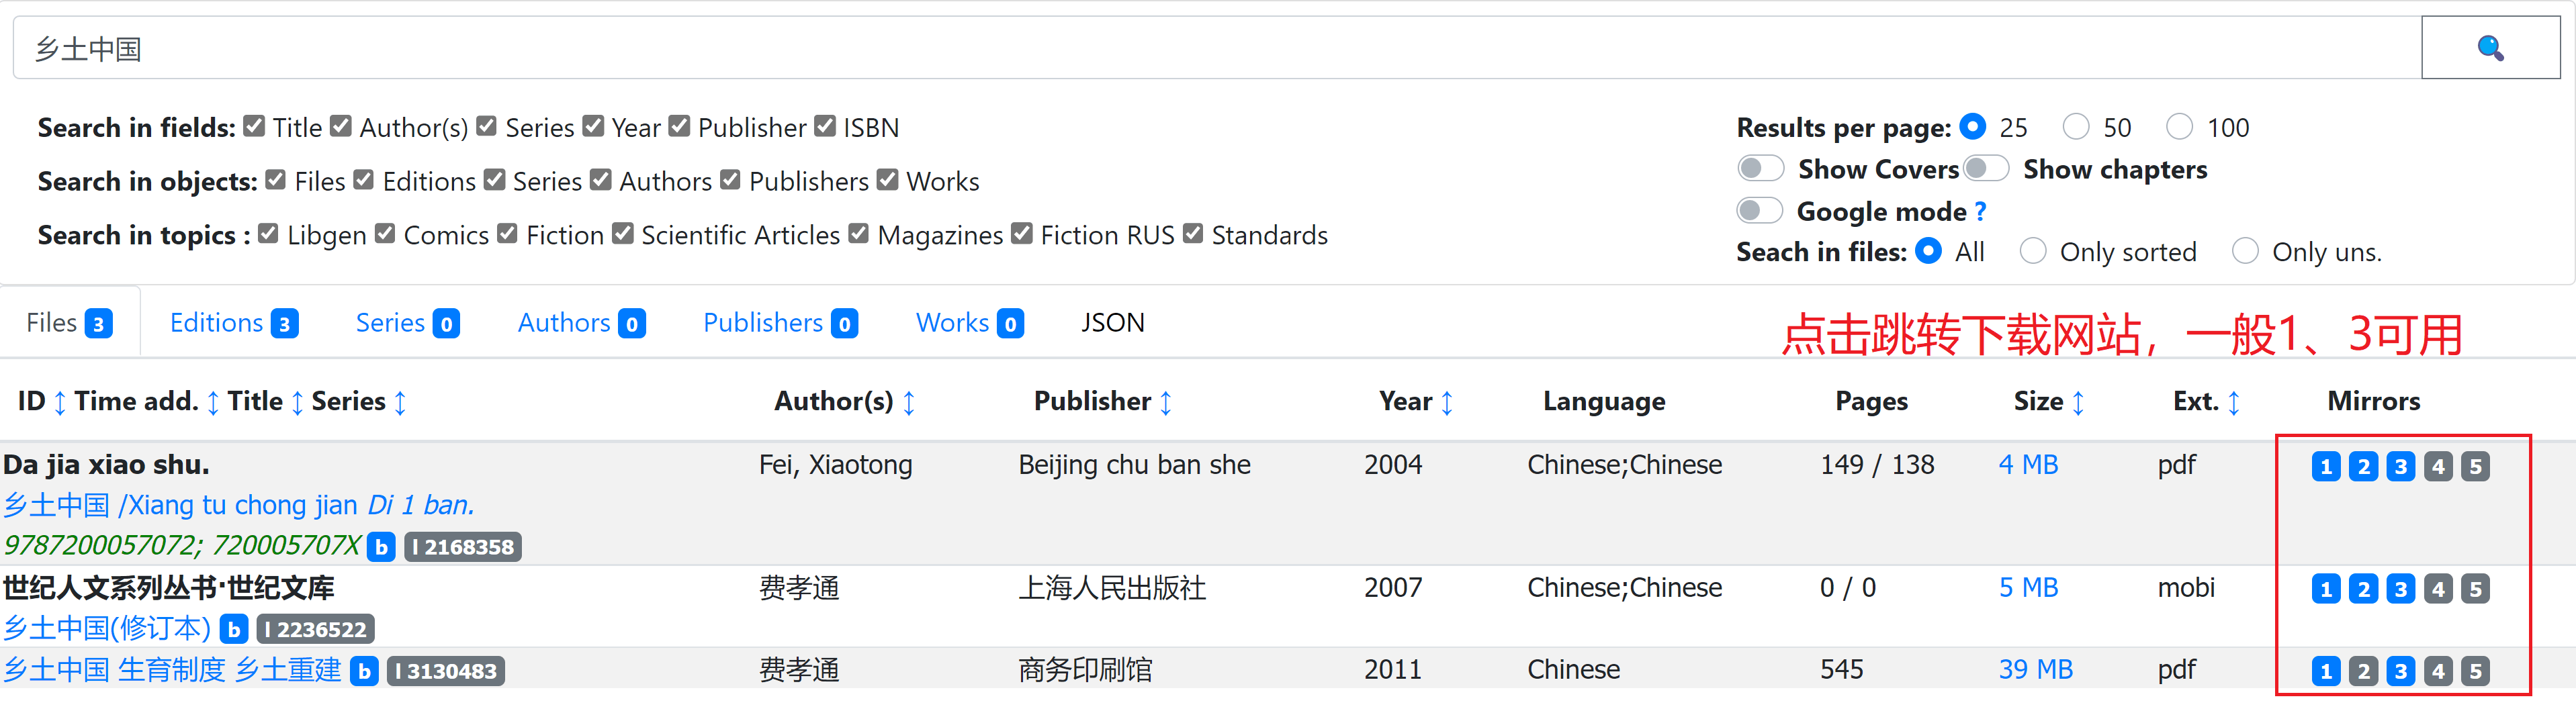 乡土中国
Search in fields: Title Author(s) Series Year Publisher ISBN
Search in objects: Files Editions Series Authors Publishers Works
Search in topics : Libgen Comics Fiction Scientific Articles Magazines Fiction RUS Standards
Results per page: 25 50 100
Show Covers Show chapters
Google mode ?
Seach in files: All Only sorted Only uns.
Files 3 Editions 3 Series 0 Authors 0 Publishers 0 Works 0 JSON
点击跳转下载网站，一般1、3可用
ID ↕ Time add. ↕ Title ↕ Series ↕ Author(s) ↕ Publisher ↕ Year ↕ Language Pages Size ↕ Ext. ↕ Mirrors
Da jia xiao shu. Fei, Xiaotong Beijing chu ban she 2004 Chinese;Chinese 149 / 138 4 MB pdf 1 2 3 4 5
乡土中国 /Xiang tu chong jian Di 1 ban.
9787200057072; 720005707X b l 2168358
世纪人文系列丛书·世纪文库 费孝通 上海人民出版社 2007 Chinese;Chinese 0 / 0 5 MB mobi 1 2 3 4 5
乡土中国(修订本) b l 2236522
乡土中国 生育制度 乡土重建 b l 3130483 费孝通 商务印刷馆 2011 Chinese 545 39 MB pdf 1 2 3 4 5